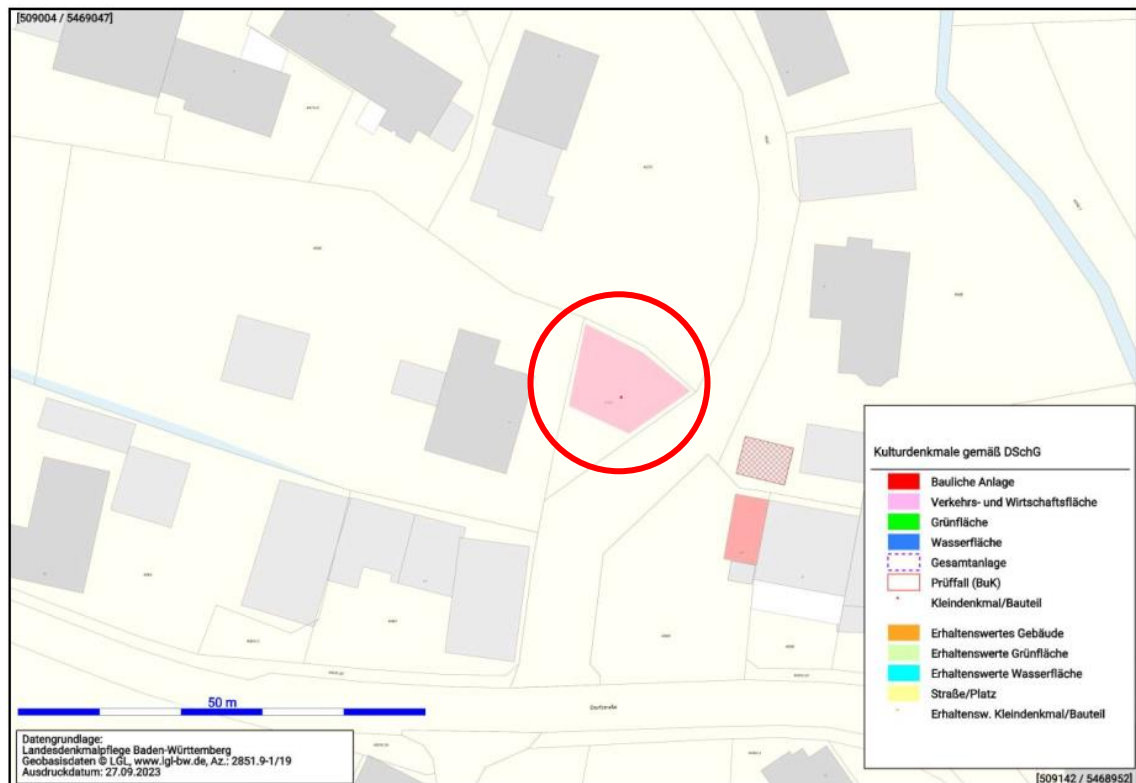 [509004 / 5469047]
Kulturdenkmale gemäß DSchG
Bauliche Anlage
Verkehrs- und Wirtschaftsfläche
Grünfläche
Wasserfläche
Gesamtanlage
Prüffall (BuK)
Kleindenkmal/Bauteil
Erhaltenswertes Gebäude
Erhaltenswerte Grünfläche
Erhaltenswerte Wasserfläche
Straße/Platz
Erhaltensw. Kleindenkmal/Bauteil
50 m
Dorfstraße
Datengrundlage:
Landesdenkmalpflege Baden-Württemberg
Geobasisdaten © LGL, www.lgl-bw.de, Az.: 2851.9-1/19
Ausdruckdatum: 27.09.2023
[509142 / 5468952]